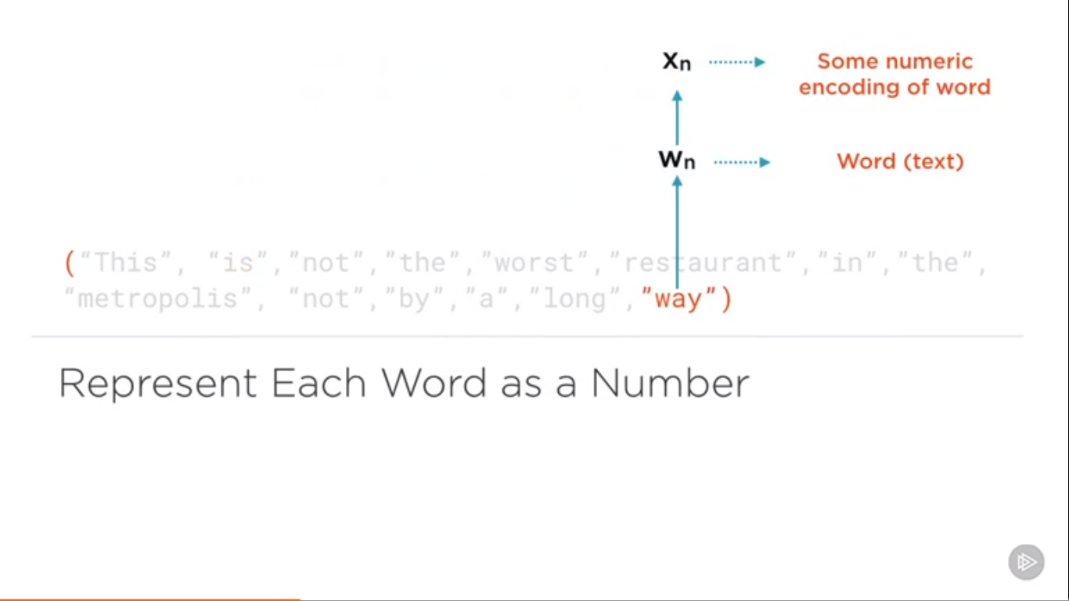 Xn
Some numeric
encoding of word
Wn
Word (text)
("This", "is","not","the","worst","restaurant","in","the",
"metropolis", "not","by","a","long","way")
Represent Each Word as a Number